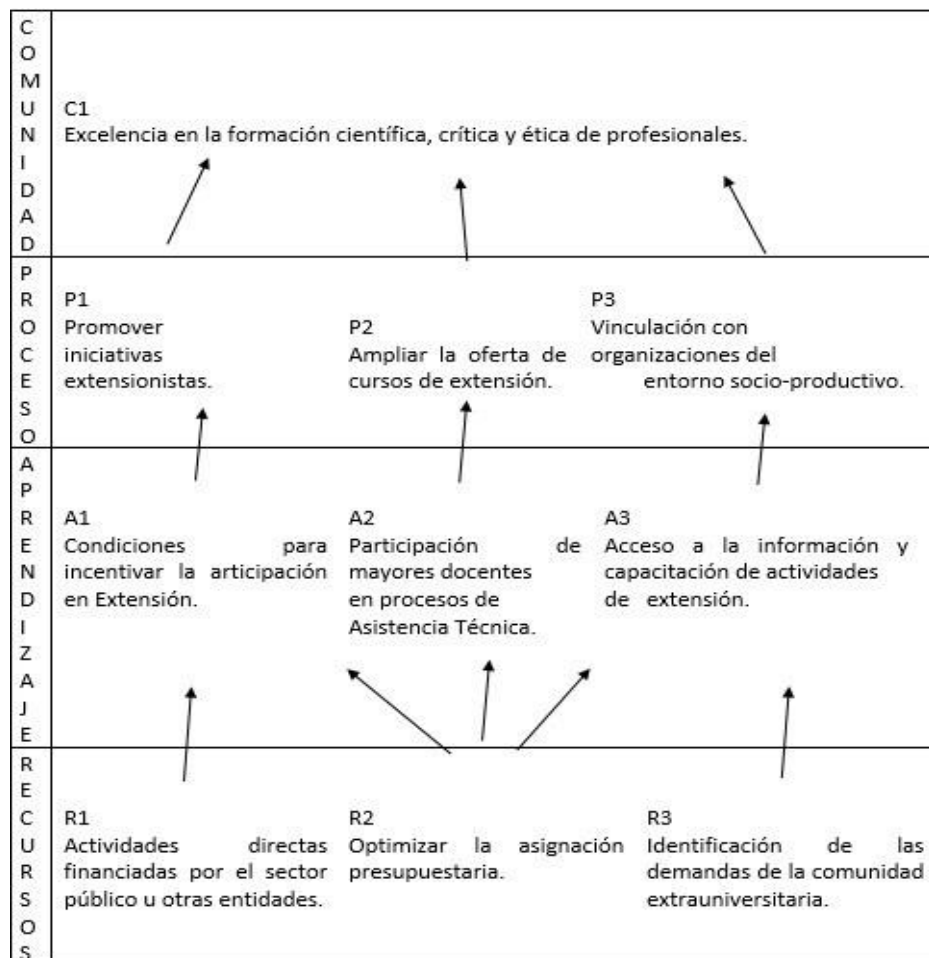 COMUNIDAD
C1
Excelencia en la formación científica, crítica y ética de profesionales.
PROCESO
P1
Promover
iniciativas
extensionistas.
P2
Ampliar la oferta de
cursos de extensión.
P3
Vinculación con
organizaciones del
entorno socio-productivo.
APRENDIZAJE
A1
Condiciones para
incentivar la articipación
en Extensión.
A2
Participación de
mayores docentes
en procesos de
Asistencia Técnica.
A3
Acceso a la información y
capacitación de actividades
de extensión.
RECURSOS
R1
Actividades directas
financiadas por el sector
público u otras entidades.
R2
Optimizar la asignación
presupuestaria.
R3
Identificación de las
demandas de la comunidad
extrauniversitaria.